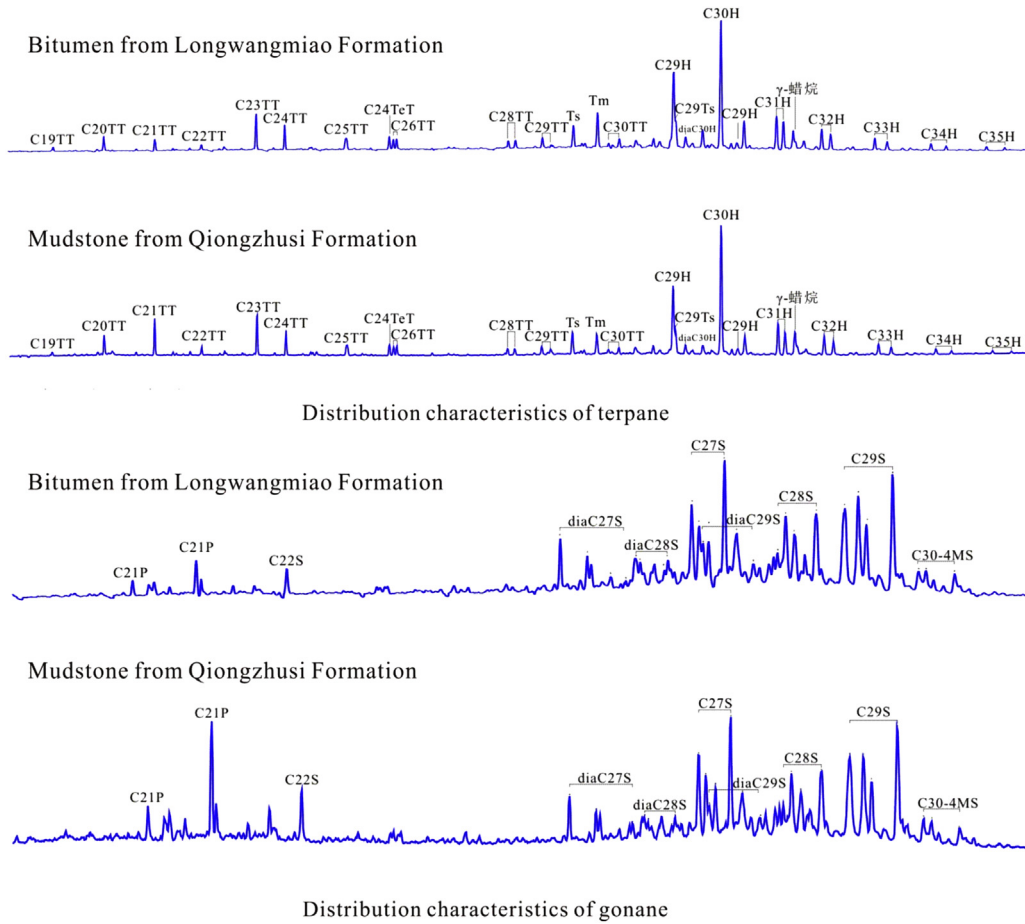 Bitumen from Longwangmiao Formation
C19TT
C20TT
C21TT
C22TT
C23TT
C24TT
C25TT
C24TeT
C26TT
C28TT
C29TT
Ts
Tm
C30TT
C29H
C29Ts
diaC30H
C30H
C29H
C31H
γ-蜡烷
C32H
C33H
C34H
C35H
Mudstone from Qiongzhusi Formation
C19TT
C20TT
C21TT
C22TT
C23TT
C24TT
C25TT
C24TeT
C26TT
C28TT
C29TT
Ts
Tm
C30TT
C29H
C29Ts
diaC30H
C30H
C29H
C31H
γ-蜡烷
C32H
C33H
C34H
C35H
Distribution characteristics of terpane
Bitumen from Longwangmiao Formation
C21P
C21P
C22S
diaC27S
diaC28S
C27S
diaC29S
C28S
C29S
C30-4MS
Mudstone from Qiongzhusi Formation
C21P
C21P
C22S
diaC27S
diaC28S
C27S
diaC29S
C28S
C29S
C30-4MS
Distribution characteristics of gonane